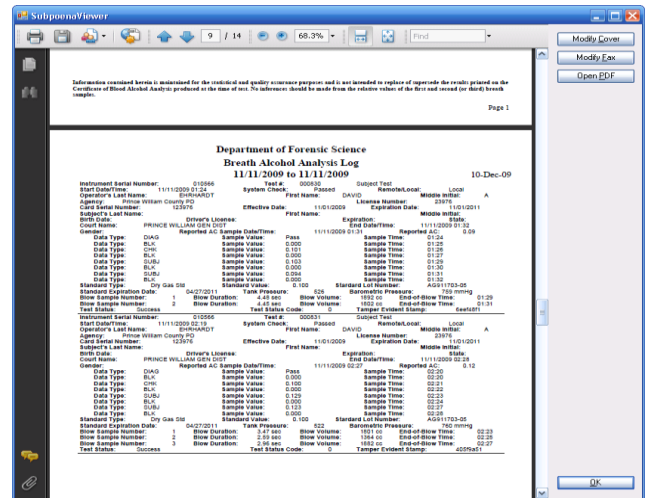 SubpoenaViewer
9 / 14 68.3% Find
Modify Cover
Modify Fax
Open PDF
Information contained herein is maintained for the statistical and quality assurance purposes and is not intended to replace of supersede the results printed on the
Certificate of Blood Alcohol Analysis produced at the time of test. No inferences should be made from the relative values of the first and second (or third) breath
samples.
Page 1
Department of Forensic Science
Breath Alcohol Analysis Log
11/11/2009 to 11/11/2009 10-Dec-09
Instrument Serial Number: 010566 Test #: 000830 Subject Test
Start Date/Time: 11/11/2009 01:24 System Check: Passed Remote/Local: Local
Operator's Last Name: EHRHARDT First Name: DAVID Middle Initial: A
Agency: Prince William County PD License Number: 23976
Card Serial Number: 123976 Effective Date: 11/01/2009 Expiration Date: 11/01/2011
Subject's Last Name: First Name: Middle Initial:
Birth Date: Driver's License: Expiration: State:
Court Name: PRINCE WILLIAM GEN DIST End Date/Time: 11/11/2009 01:32
Gender: Reported AC Sample Date/Time: 11/11/2009 01:31 Reported AC: 0.09
Data Type: DIAG Sample Value: Pass Sample Time: 01:24
Data Type: BLK Sample Value: 0.000 Sample Time: 01:25
Data Type: CHK Sample Value: 0.101 Sample Time: 01:26
Data Type: BLK Sample Value: 0.000 Sample Time: 01:27
Data Type: SUBJ Sample Value: 0.103 Sample Time: 01:29
Data Type: BLK Sample Value: 0.000 Sample Time: 01:30
Data Type: SUBJ Sample Value: 0.094 Sample Time: 01:31
Data Type: BLK Sample Value: 0.000 Sample Time: 01:32
Standard Type: Dry Gas Std Standard Value: 0.100 Standard Lot Number: AG911703-05
Standard Expiration Date: 04/27/2011 Tank Pressure: 526 Barometric Pressure: 759 mmHg
Blow Sample Number: 1 Blow Duration: 4.48 sec Blow Volume: 1892 cc End-of-Blow Time: 01:29
Blow Sample Number: 2 Blow Duration: 4.45 sec Blow Volume: 1658 cc End-of-Blow Time: 01:31
Test Status: Success Test Status Code: 0 Tamper Evident Stamp: 6eef48f1
Instrument Serial Number: 010566 Test #: 000831 Subject Test
Start Date/Time: 11/11/2009 02:19 System Check: Passed Remote/Local: Local
Operator's Last Name: EHRHARDT First Name: DAVID Middle Initial: A
Agency: Prince William County PD License Number: 23976
Card Serial Number: 123976 Effective Date: 11/01/2009 Expiration Date: 11/01/2011
Subject's Last Name: First Name: Middle Initial:
Birth Date: Driver's License: Expiration: State:
Court Name: PRINCE WILLIAM GEN DIST End Date/Time: 11/11/2009 02:28
Gender: Reported AC Sample Date/Time: 11/11/2009 02:27 Reported AC: 0.12
Data Type: DIAG Sample Value: Pass Sample Time: 02:20
Data Type: BLK Sample Value: 0.000 Sample Time: 02:20
Data Type: CHK Sample Value: 0.100 Sample Time: 02:21
Data Type: BLK Sample Value: 0.000 Sample Time: 02:22
Data Type: SUBJ Sample Value: 0.129 Sample Time: 02:23
Data Type: BLK Sample Value: 0.000 Sample Time: 02:24
Data Type: SUBJ Sample Value: 0.123 Sample Time: 02:27
Data Type: BLK Sample Value: 0.000 Sample Time: 02:28
Standard Type: Dry Gas Std Standard Value: 0.100 Standard Lot Number: AG911703-05
Standard Expiration Date: 04/27/2011 Tank Pressure: 522 Barometric Pressure: 760 mmHg
Blow Sample Number: 1 Blow Duration: 3.47 sec Blow Volume: 1801 cc End-of-Blow Time: 02:23
Blow Sample Number: 2 Blow Duration: 2.89 sec Blow Volume: 1364 cc End-of-Blow Time: 02:26
Blow Sample Number: 3 Blow Duration: 2.96 sec Blow Volume: 1882 cc End-of-Blow Time: 02:27
Test Status: Success Test Status Code: 0 Tamper Evident Stamp: 405f9a51
OK